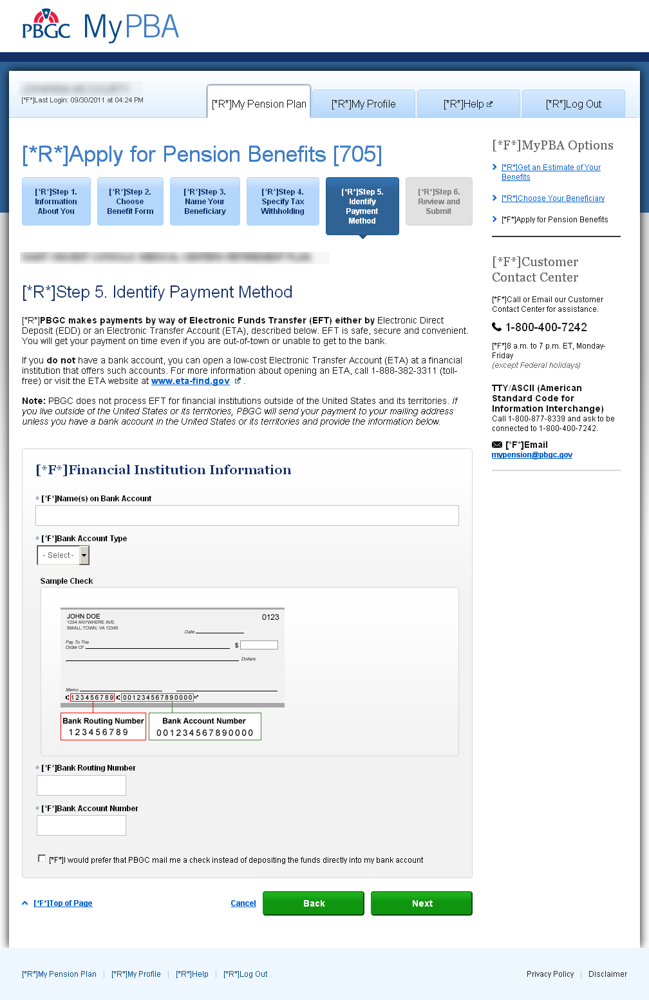 PBGC MyPBA
[*F*]Last Login: 09/30/2011 at 04:24 PM
[*R*]My Pension Plan
[*R*]My Profile
[*R*]Help
[*R*]Log Out
[*R*]Apply for Pension Benefits [705]
[*R*]Step 1.
Information
About You
[*R*]Step 2.
Choose
Benefit Form
[*R*]Step 3.
Name Your
Beneficiary
[*R*]Step 4.
Specify Tax
Withholding
[*R*]Step 5.
Identify
Payment
Method
[*R*]Step 6.
Review and
Submit
[*R*]Step 5. Identify Payment Method
[*R*]PBGC makes payments by way of Electronic Funds Transfer (EFT) either by Electronic Direct
Deposit (EDD) or an Electronic Transfer Account (ETA), described below. EFT is safe, secure and convenient.
You will get your payment on time even if you are out-of-town or unable to get to the bank.
If you do not have a bank account, you can open a low-cost Electronic Transfer Account (ETA) at a financial
institution that offers such accounts. For more information about opening an ETA, call 1-888-382-3311 (toll-
free) or visit the ETA website at www.eta-find.gov .
Note: PBGC does not process EFT for financial institutions outside of the United States and its territories. If
you live outside of the United States or its territories, PBGC will send your payment to your mailing address
unless you have a bank account in the United States or its territories and provide the information below.
[*F*]Financial Institution Information
* [*F*]Name(s) on Bank Account
* [*F*]Bank Account Type
- Select -
Sample Check
JOHN DOE
1234 ANYWHERE AVE.
SMALL TOWN, VA 12345
0123
Date
Pay To The
Order Of
$
Dollars
Memo
123456789
001234567890000
Bank Routing Number
123456789
Bank Account Number
001234567890000
* [*F*]Bank Routing Number
* [*F*]Bank Account Number
[*F*]I would prefer that PBGC mail me a check instead of depositing the funds directly into my bank account
[*F*]Top of Page
Cancel
Back
Next
[*F*]MyPBA Options
[*R*]Get an Estimate of Your
Benefits
[*R*]Choose Your Beneficiary
[*F*]Apply for Pension Benefits
[*F*]Customer
Contact Center
[*F*]Call or Email our Customer
Contact Center for assistance.
1-800-400-7242
[*F*]8 a.m. to 7 p.m. ET, Monday-
Friday
(except Federal holidays)
TTY/ASCII (American
Standard Code for
Information Interchange)
Call 1-800-877-8339 and ask to be
connected to 1-800-400-7242.
[*F*]Email
mypension@pbgc.gov
[*R*]My Pension Plan
[*R*]My Profile
[*R*]Help
[*R*]Log Out
Privacy Policy
Disclaimer